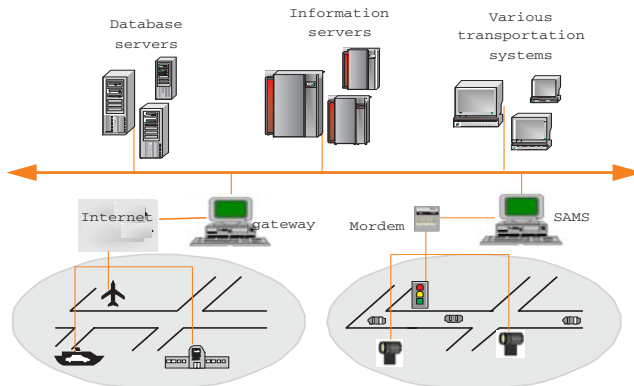 Database
servers
Information
servers
Various
transportation
systems
Internet
gateway
Mordem
SAMS